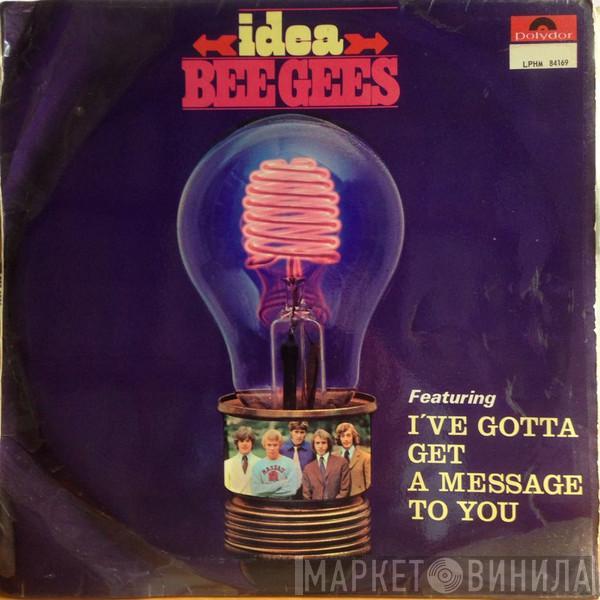 idea
BEE GEES
Polydor
LPHM 84169
Featuring
I'VE GOTTA
GET
A MESSAGE
TO YOU
МАРКЕТ ВИНИЛА